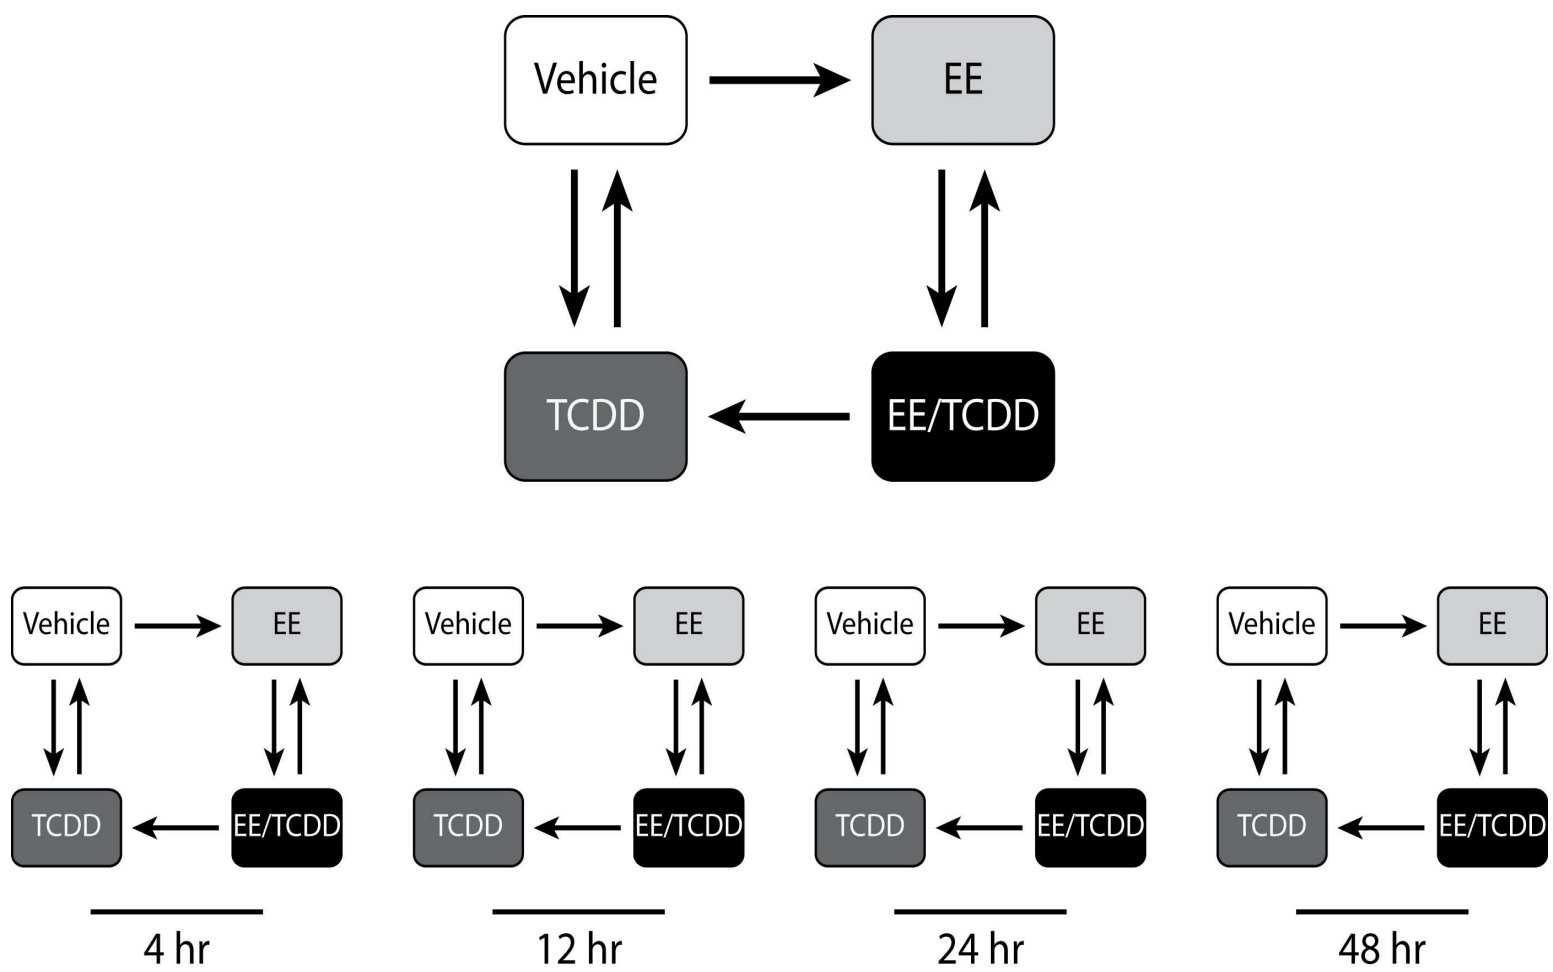 Vehicle
EE
TCDD
EE/TCDD
Vehicle
EE
Vehicle
EE
Vehicle
EE
Vehicle
EE
TCDD
EE/TCDD
TCDD
EE/TCDD
TCDD
EE/TCDD
TCDD
EE/TCDD
4 hr
12 hr
24 hr
48 hr